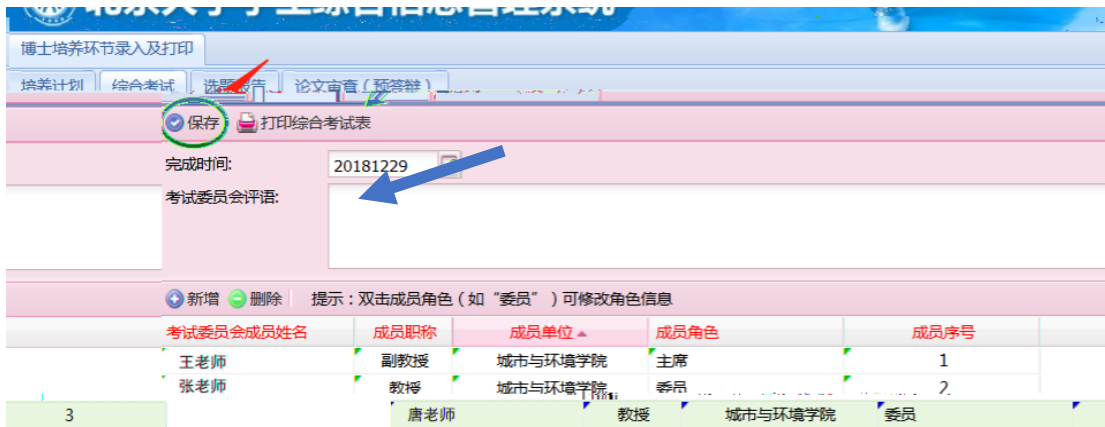 博士培养环节录入及打印
培养计划 综合考试 选题报告 论文审查（预答辩）
保存 打印综合考试表
完成时间: 20181229
考试委员会评语:
新增 删除 提示：双击成员角色（如“委员”）可修改角色信息
考试委员会成员姓名 成员职称 成员单位 成员角色 成员序号
王老师 副教授 城市与环境学院 主席 1
张老师 教授 城市与环境学院 委员 2
3 唐老师 教授 城市与环境学院 委员